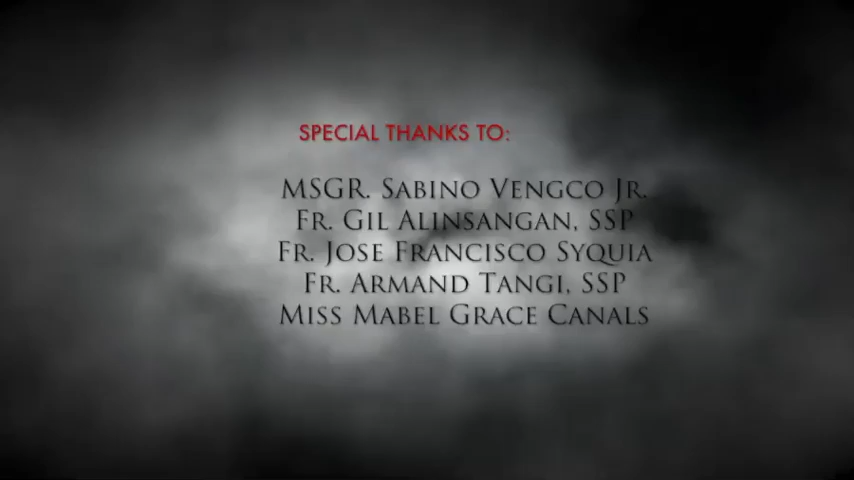 SPECIAL THANKS TO:
MSGR. SABINO VENGCO JR.
FR. GIL ALINSANGAN, SSP
FR. JOSE FRANCISCO SYQUIA
FR. ARMAND TANGI, SSP
MISS MABEL GRACE CANALS